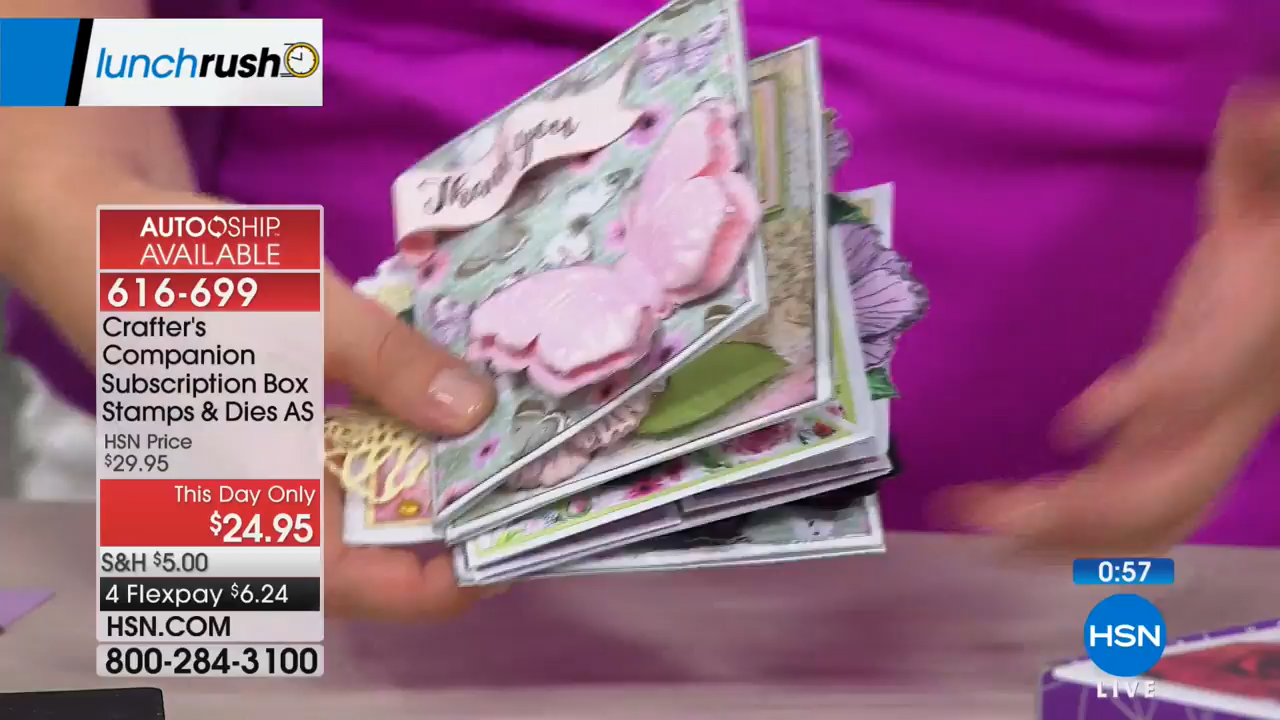 lunchrush
Thank you
AUTOSHIP
AVAILABLE
616-699
Crafter's
Companion
Subscription Box
Stamps & Dies AS
HSN Price
$29.95
This Day Only
$24.95
S&H $5.00
4 Flexpay $6.24
HSN.COM
800-284-3100
0:57
HSN
LIVE